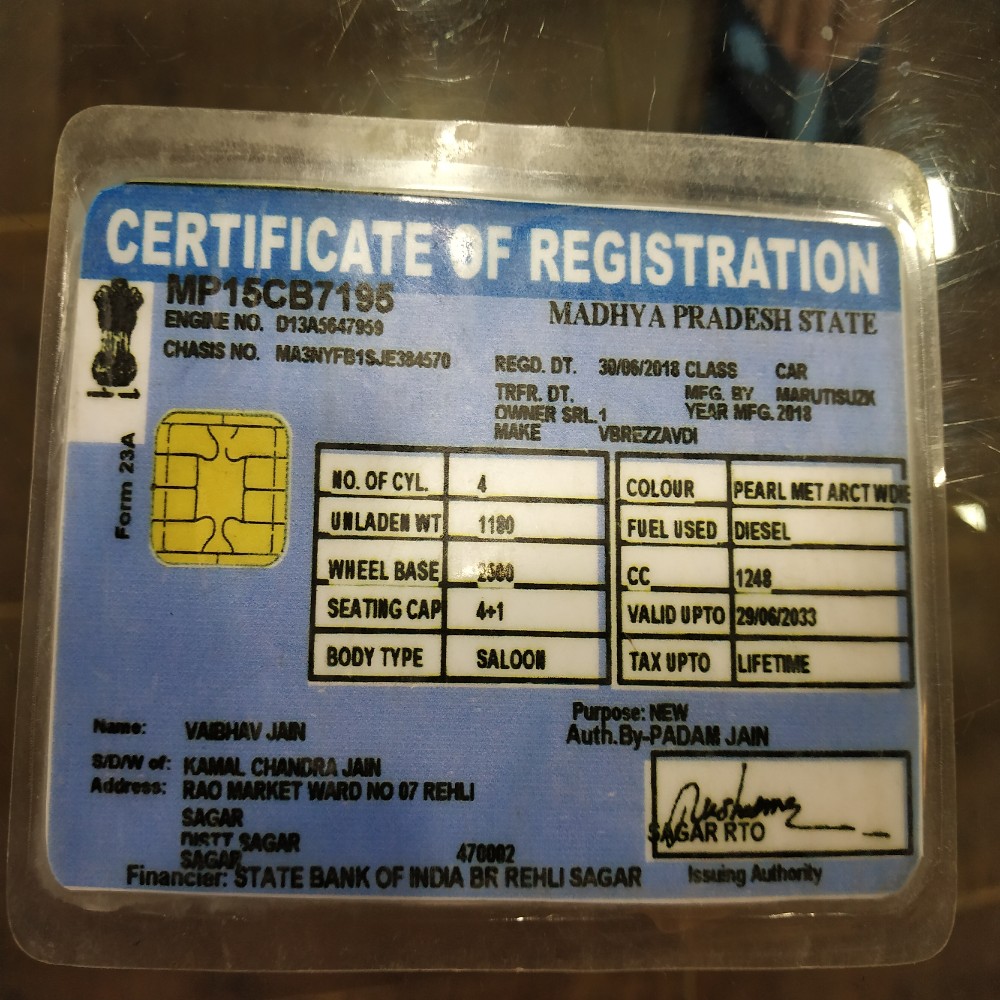 CERTIFICATE OF REGISTRATION
MP15CB7195
MADHYA PRADESH STATE
ENGINE NO. D13A5647959
CHASIS NO. MA3NYFB1SJE384570
REGD. DT. 30/06/2018 CLASS CAR
TRFR. DT. MFG. BY MARUTISUZK
OWNER SRL.1 YEAR MFG.2018
MAKE VBREZZAVDI
Form 23A
NO. OF CYL. 4 COLOUR PEARL MET ARCT WDIE
UNLADEN WT 1180 FUEL USED DIESEL
WHEEL BASE 2500 CC 1248
SEATING CAP 4+1 VALID UPTO 29/06/2033
BODY TYPE SALOON TAX UPTO LIFETIME
Purpose: NEW
Name: VAIBHAV JAIN Auth.By-PADAM JAIN
S/D/W of: KAMAL CHANDRA JAIN
Address: RAO MARKET WARD NO 07 REHLI
SAGAR
DISTT SAGAR
SAGAR 470002
SAGAR RTO
Financier: STATE BANK OF INDIA BR REHLI SAGAR Issuing Authority